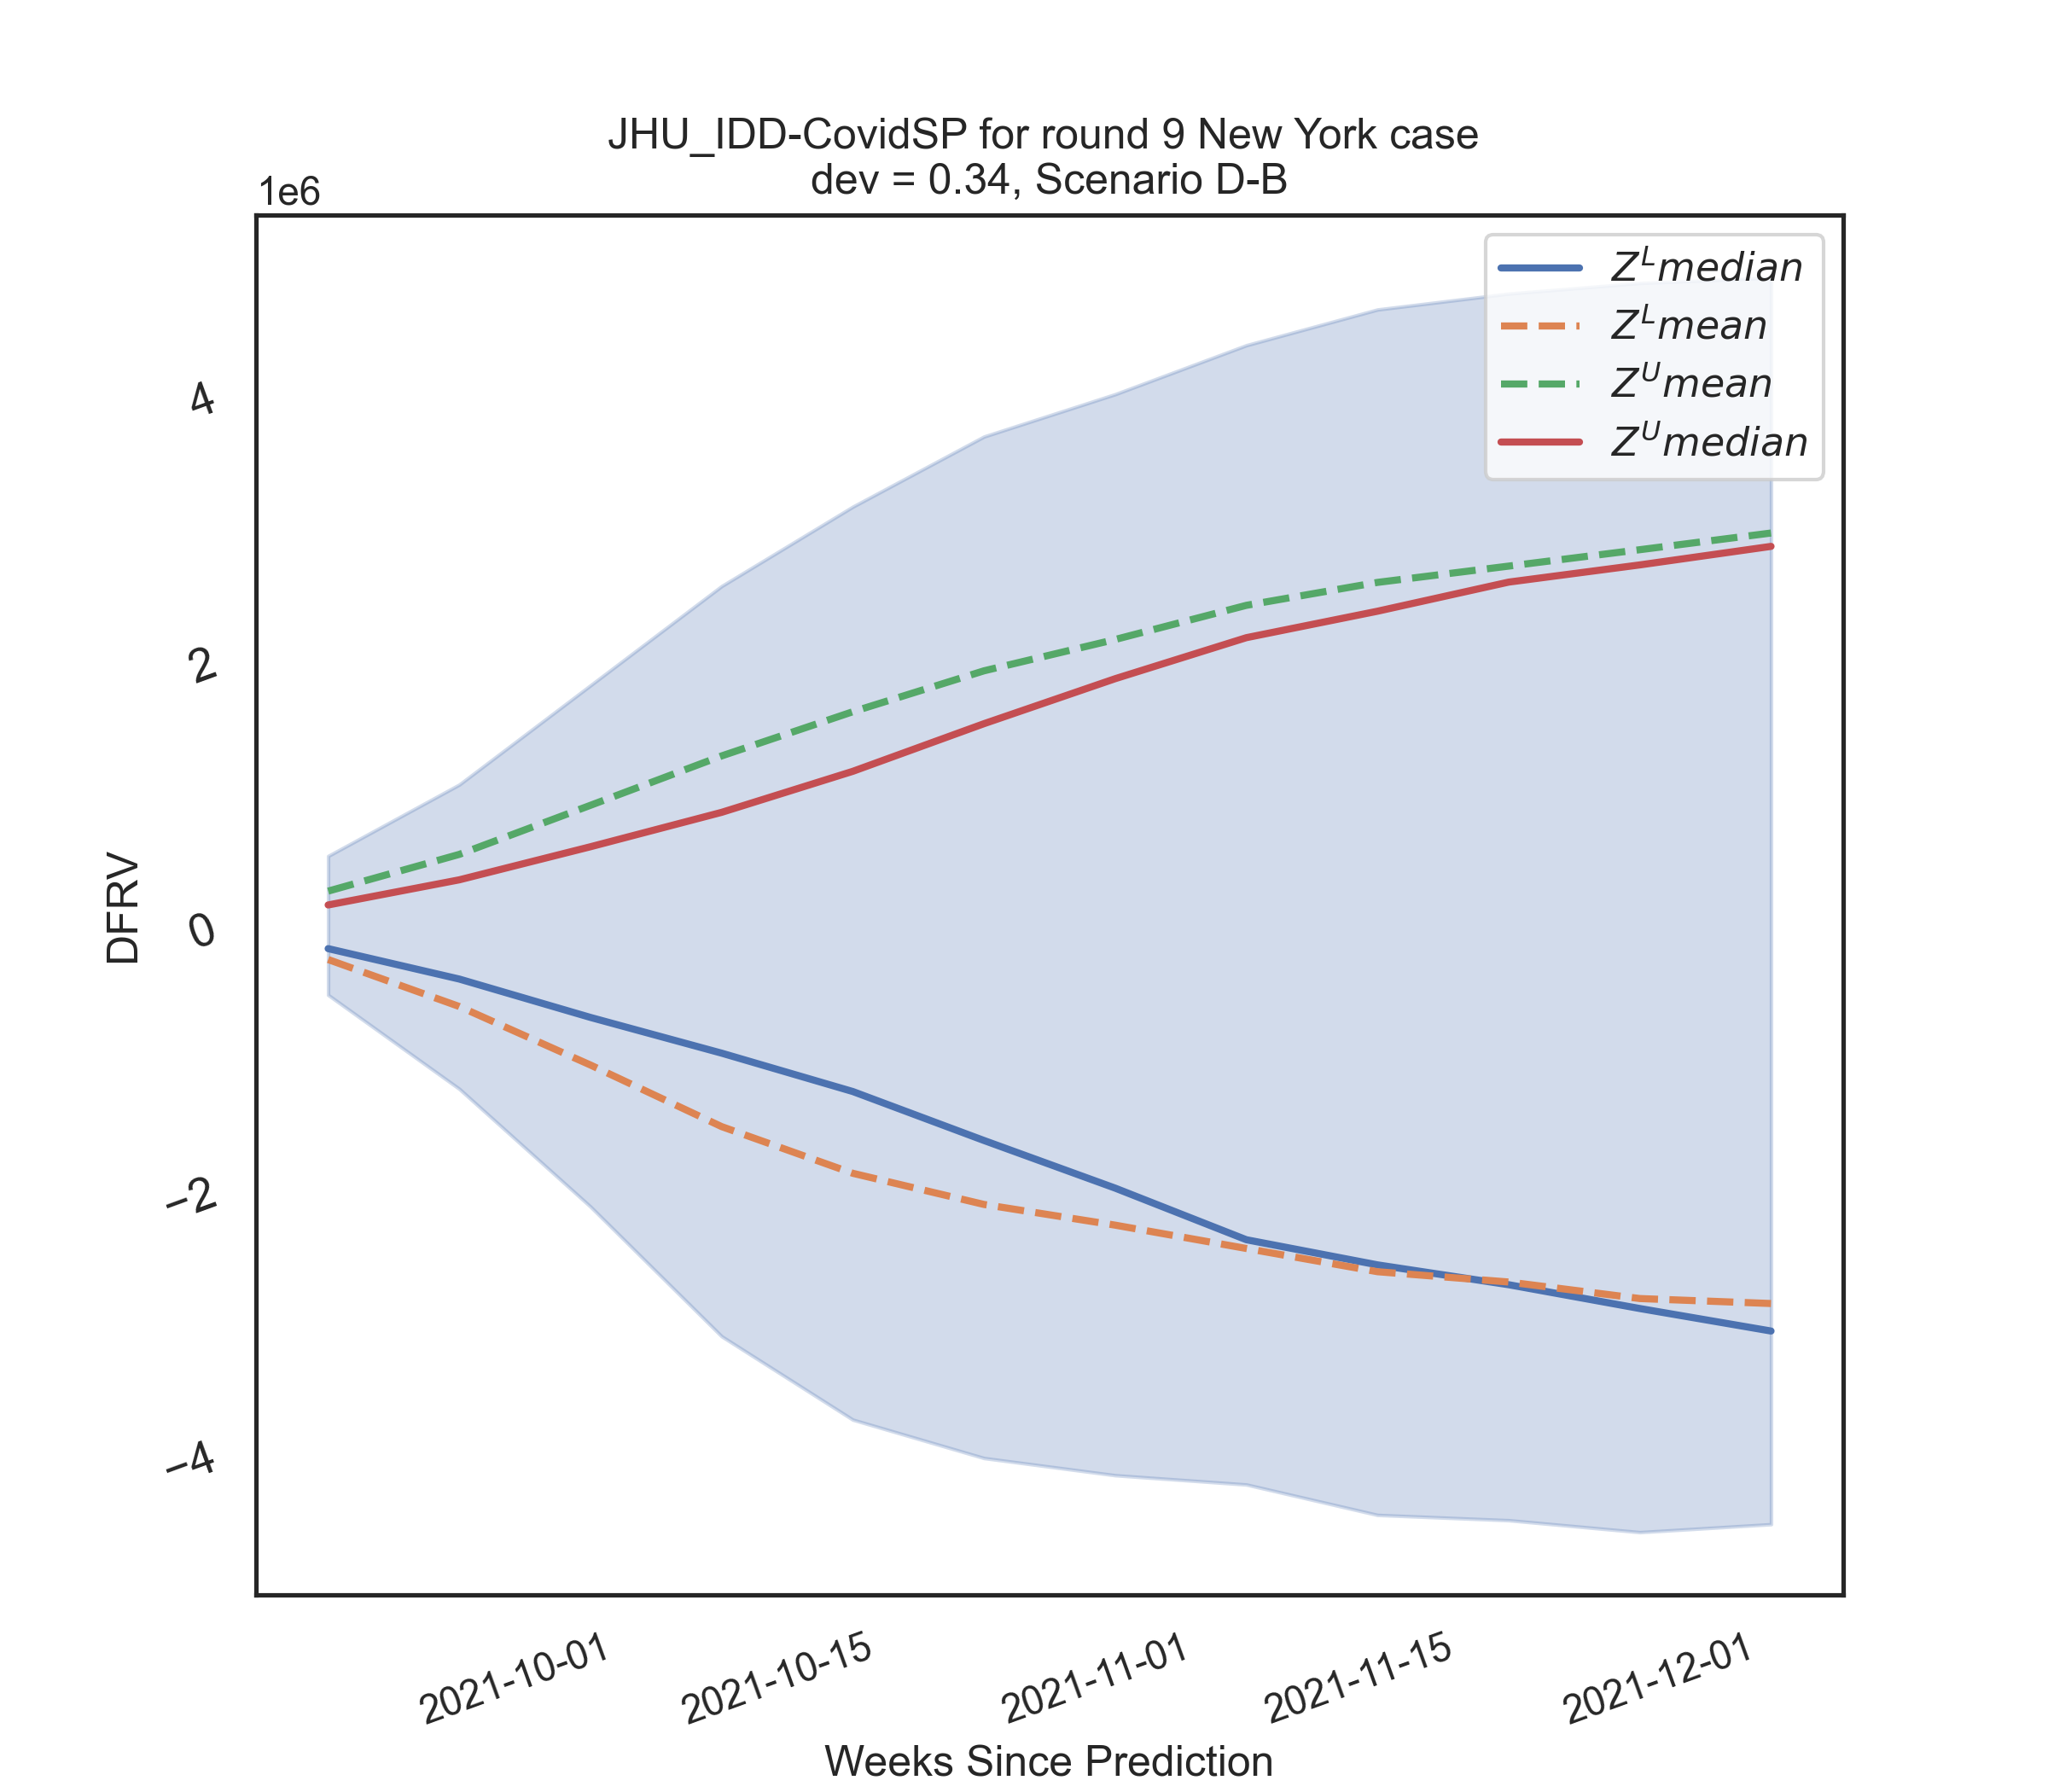 JHU_IDD-CovidSP for round 9 New York case
dev = 0.34, Scenario D-B
1e6
Z^L median
Z^L mean
Z^U mean
Z^U median
4
2
0
−2
−4
DFRV
2021-10-01
2021-10-15
2021-11-01
2021-11-15
2021-12-01
Weeks Since Prediction